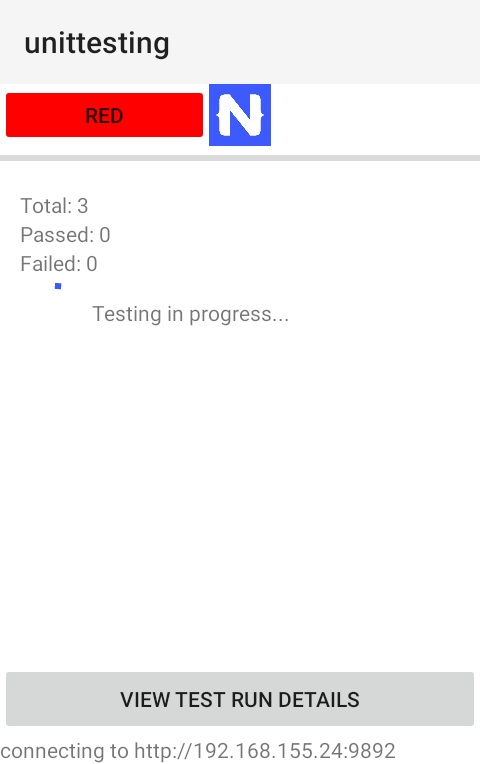 unittesting
RED
N
Total: 3
Passed: 0
Failed: 0
Testing in progress...
VIEW TEST RUN DETAILS
connecting to http://192.168.155.24:9892